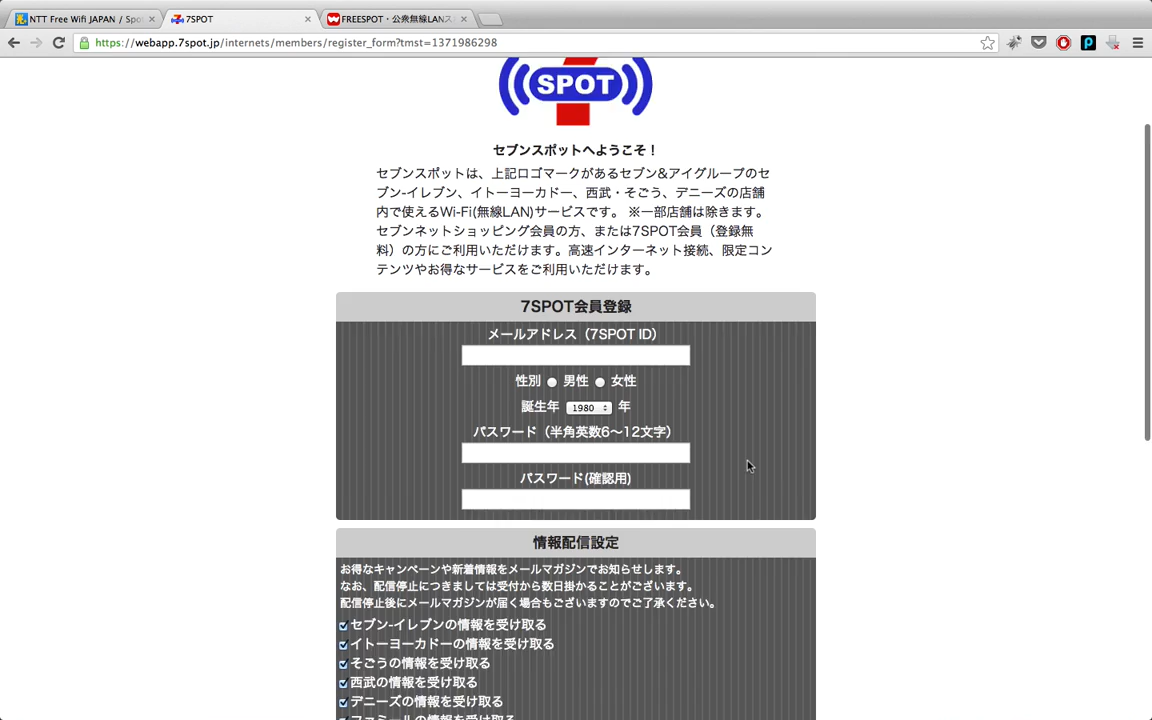 NTT Free Wifi JAPAN / Spo
7SPOT
FREESPOT・公衆無線LANス
https://webapp.7spot.jp/internets/members/register_form?tmst=1371986298
SPOT
セブンスポットへようこそ！
セブンスポットは、上記ロゴマークがあるセブン&アイグループのセ
ブン-イレブン、イトーヨーカドー、西武・そごう、デニーズの店舗
内で使えるWi-Fi(無線LAN)サービスです。 ※一部店舗は除きます。
セブンネットショッピング会員の方、または7SPOT会員（登録無
料）の方にご利用いただけます。高速インターネット接続、限定コン
テンツやお得なサービスをご利用いただけます。
7SPOT会員登録
メールアドレス（7SPOT ID）
性別 男性 女性
誕生年 1980 年
パスワード（半角英数6〜12文字）
パスワード(確認用)
情報配信設定
お得なキャンペーンや新着情報をメールマガジンでお知らせします。
なお、配信停止につきましては受付から数日掛かることがございます。
配信停止後にメールマガジンが届く場合もございますのでご了承ください。
セブン-イレブンの情報を受け取る
イトーヨーカドーの情報を受け取る
そごうの情報を受け取る
西武の情報を受け取る
デニーズの情報を受け取る
ファミールの情報を受け取る